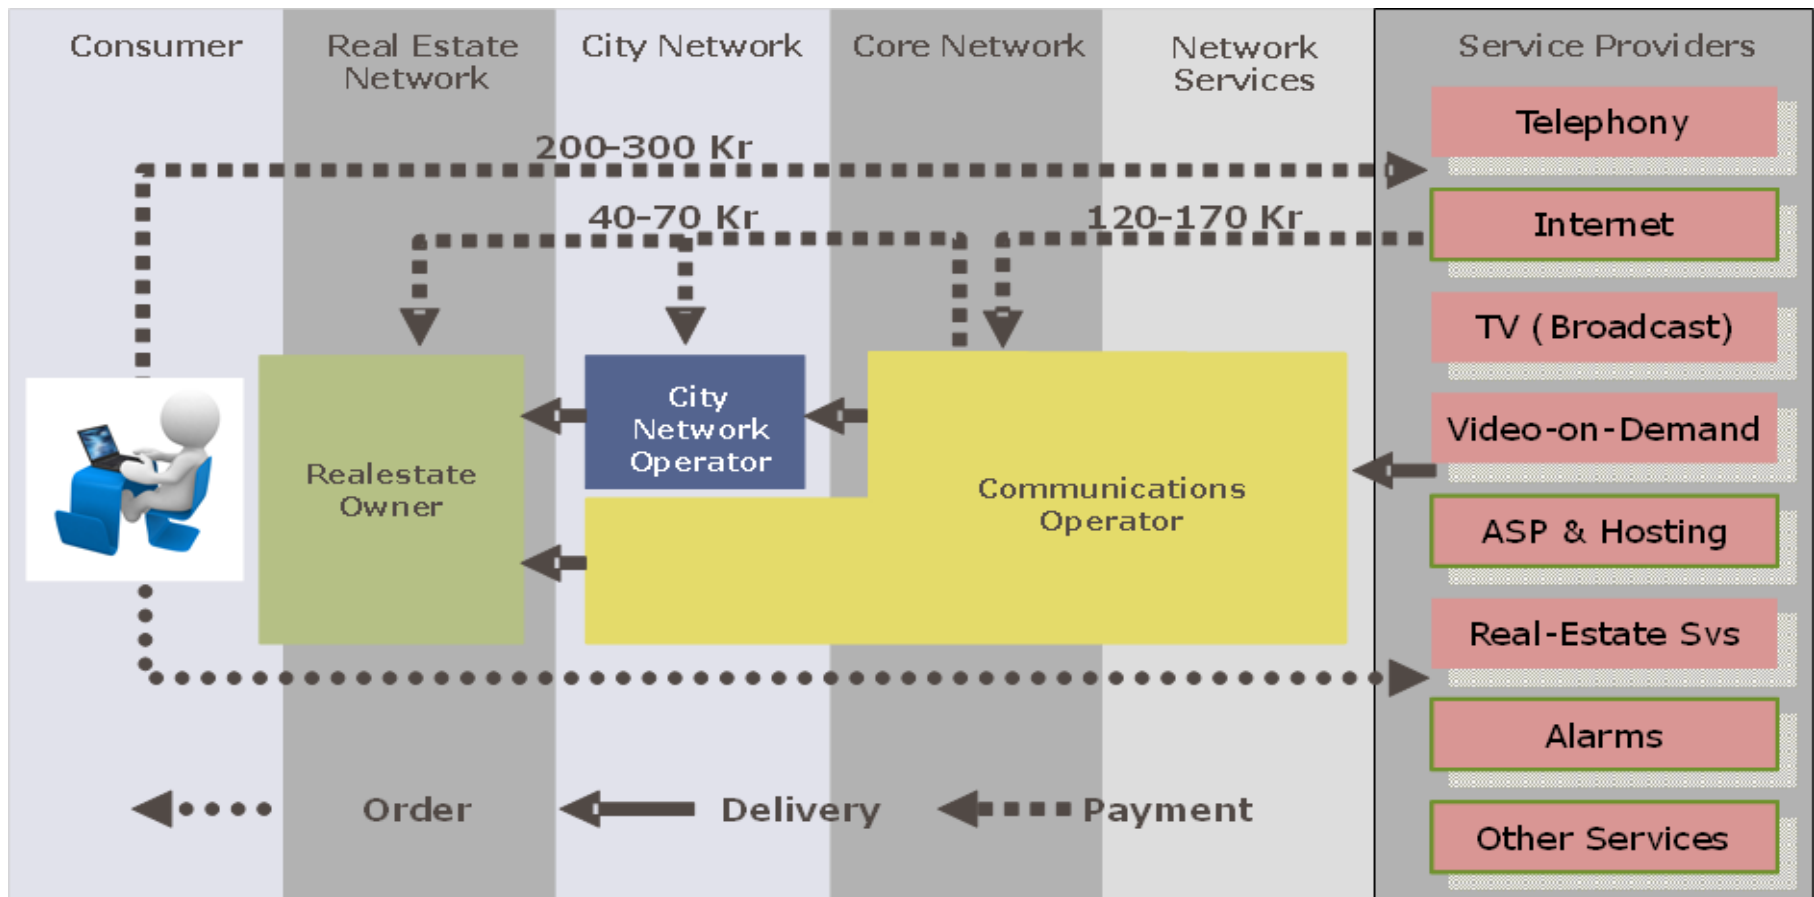 Consumer
Real Estate
Network
City Network
Core Network
Network
Services
Service Providers
200-300 Kr
40-70 Kr
120-170 Kr
Telephony
Internet
TV (Broadcast)
Video-on-Demand
ASP & Hosting
Real-Estate Svs
Alarms
Other Services
Realestate
Owner
City
Network
Operator
Communications
Operator
Order
Delivery
Payment